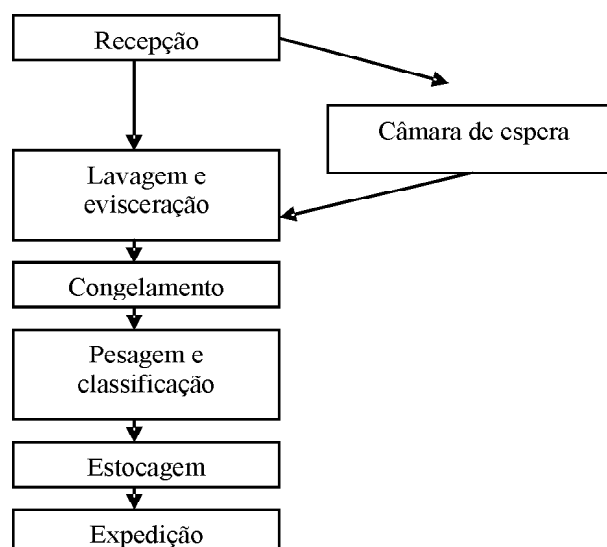 Recepção
Câmara de espera
Lavagem e
evisceração
Congelamento
Pesagem e
classificação
Estocagem
Expedição